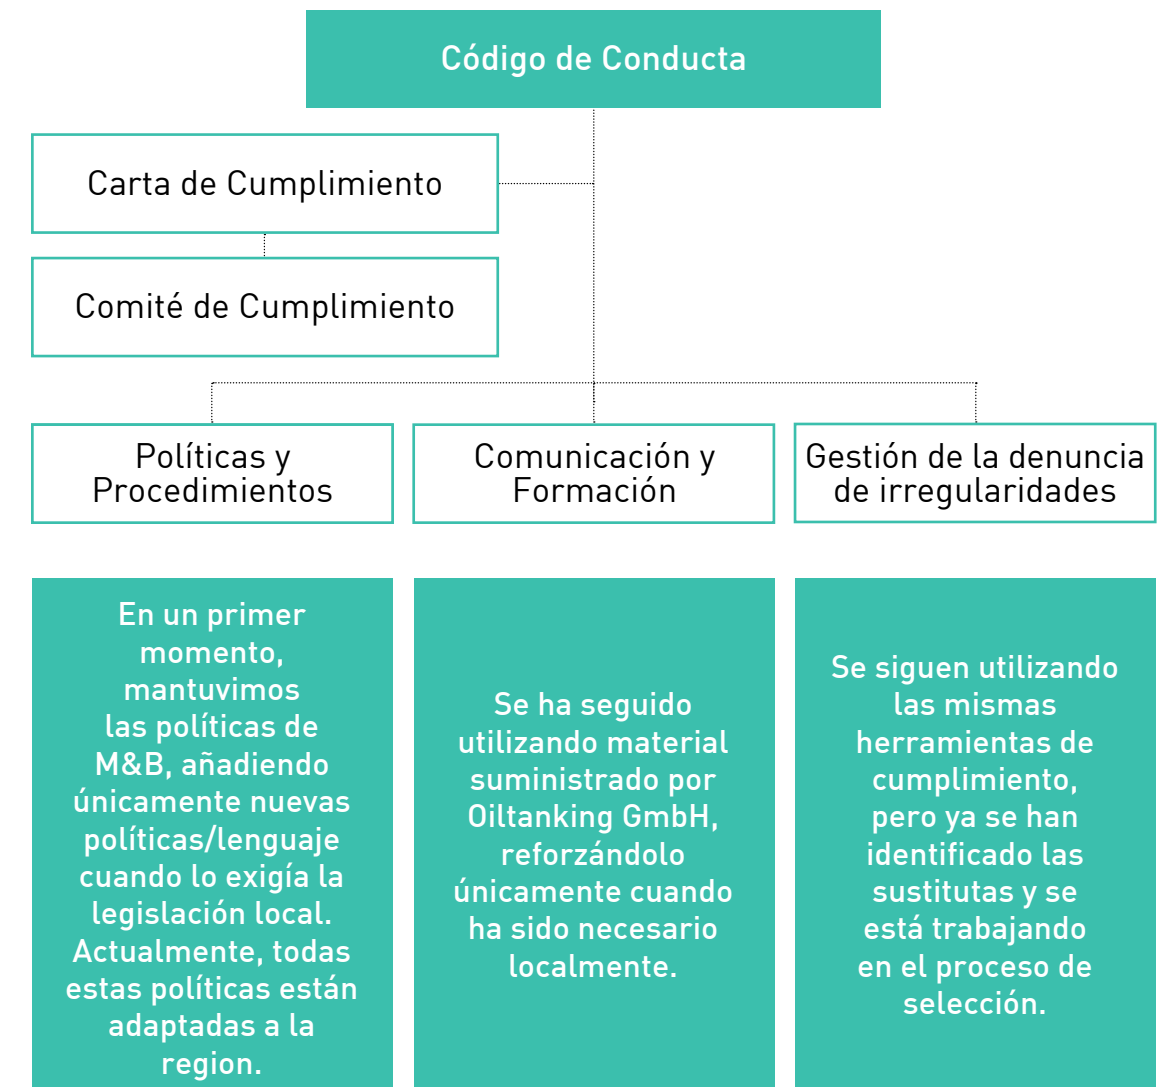 Código de Conducta
Carta de Cumplimiento
Comité de Cumplimiento
Políticas y
Procedimientos
Comunicación y
Formación
Gestión de la denuncia
de irregularidades
En un primer
momento,
mantuvimos
las políticas de
M&B, añadiendo
únicamente nuevas
políticas/lenguaje
cuando lo exigía la
legislación local.
Actualmente, todas
estas políticas están
adaptadas a la
region.
Se ha seguido
utilizando material
suministrado por
Oiltanking GmbH,
reforzándolo
únicamente cuando
ha sido necesario
localmente.
Se siguen utilizando
las mismas
herramientas de
cumplimiento,
pero ya se han
identificado las
sustitutas y se
está trabajando
en el proceso de
selección.